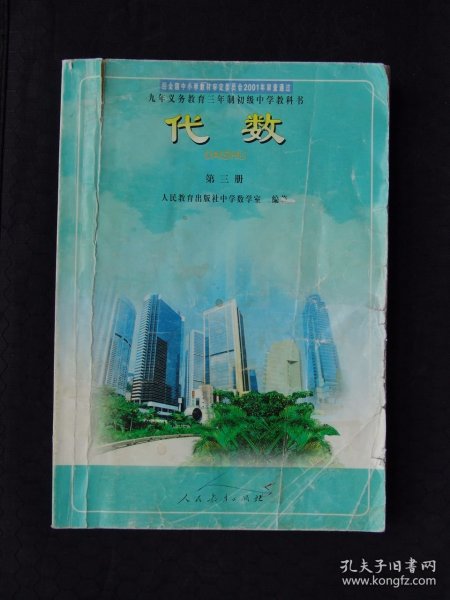 经全国中小学教材审定委员会2001年审查通过
九年义务教育三年制初级中学教科书
代数
第三册
人民教育出版社中学数学室 编著
人民教育出版社
孔夫子旧书网
www.kongfz.com